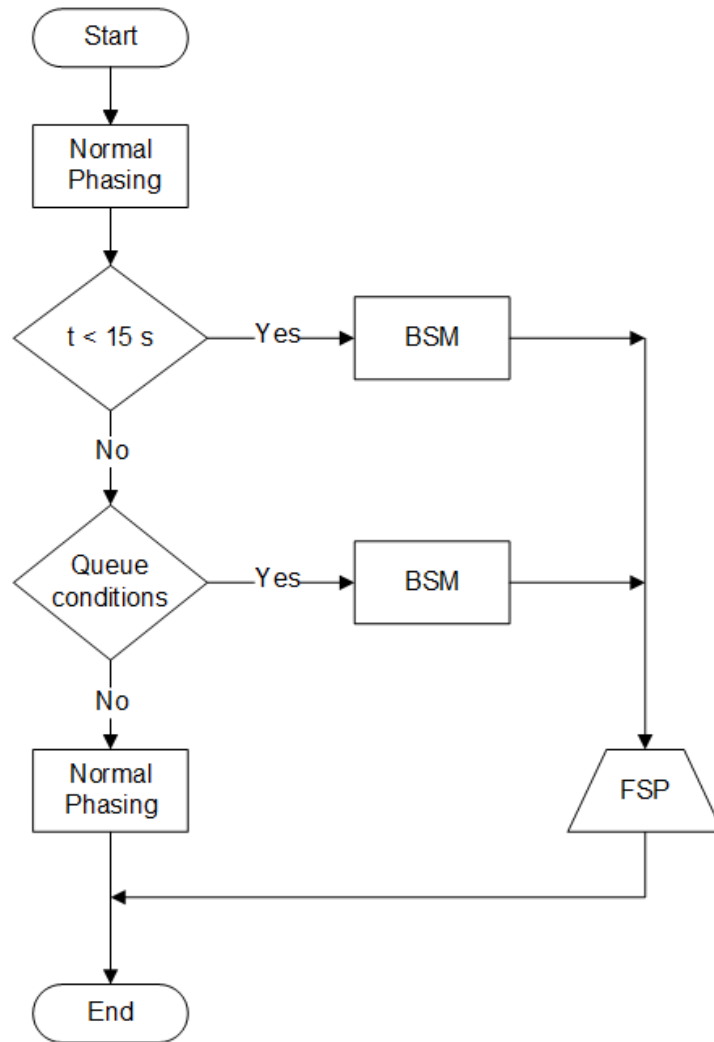 Start
Normal
Phasing
t < 15 s
Yes
BSM
No
Queue
conditions
Yes
BSM
No
Normal
Phasing
FSP
End